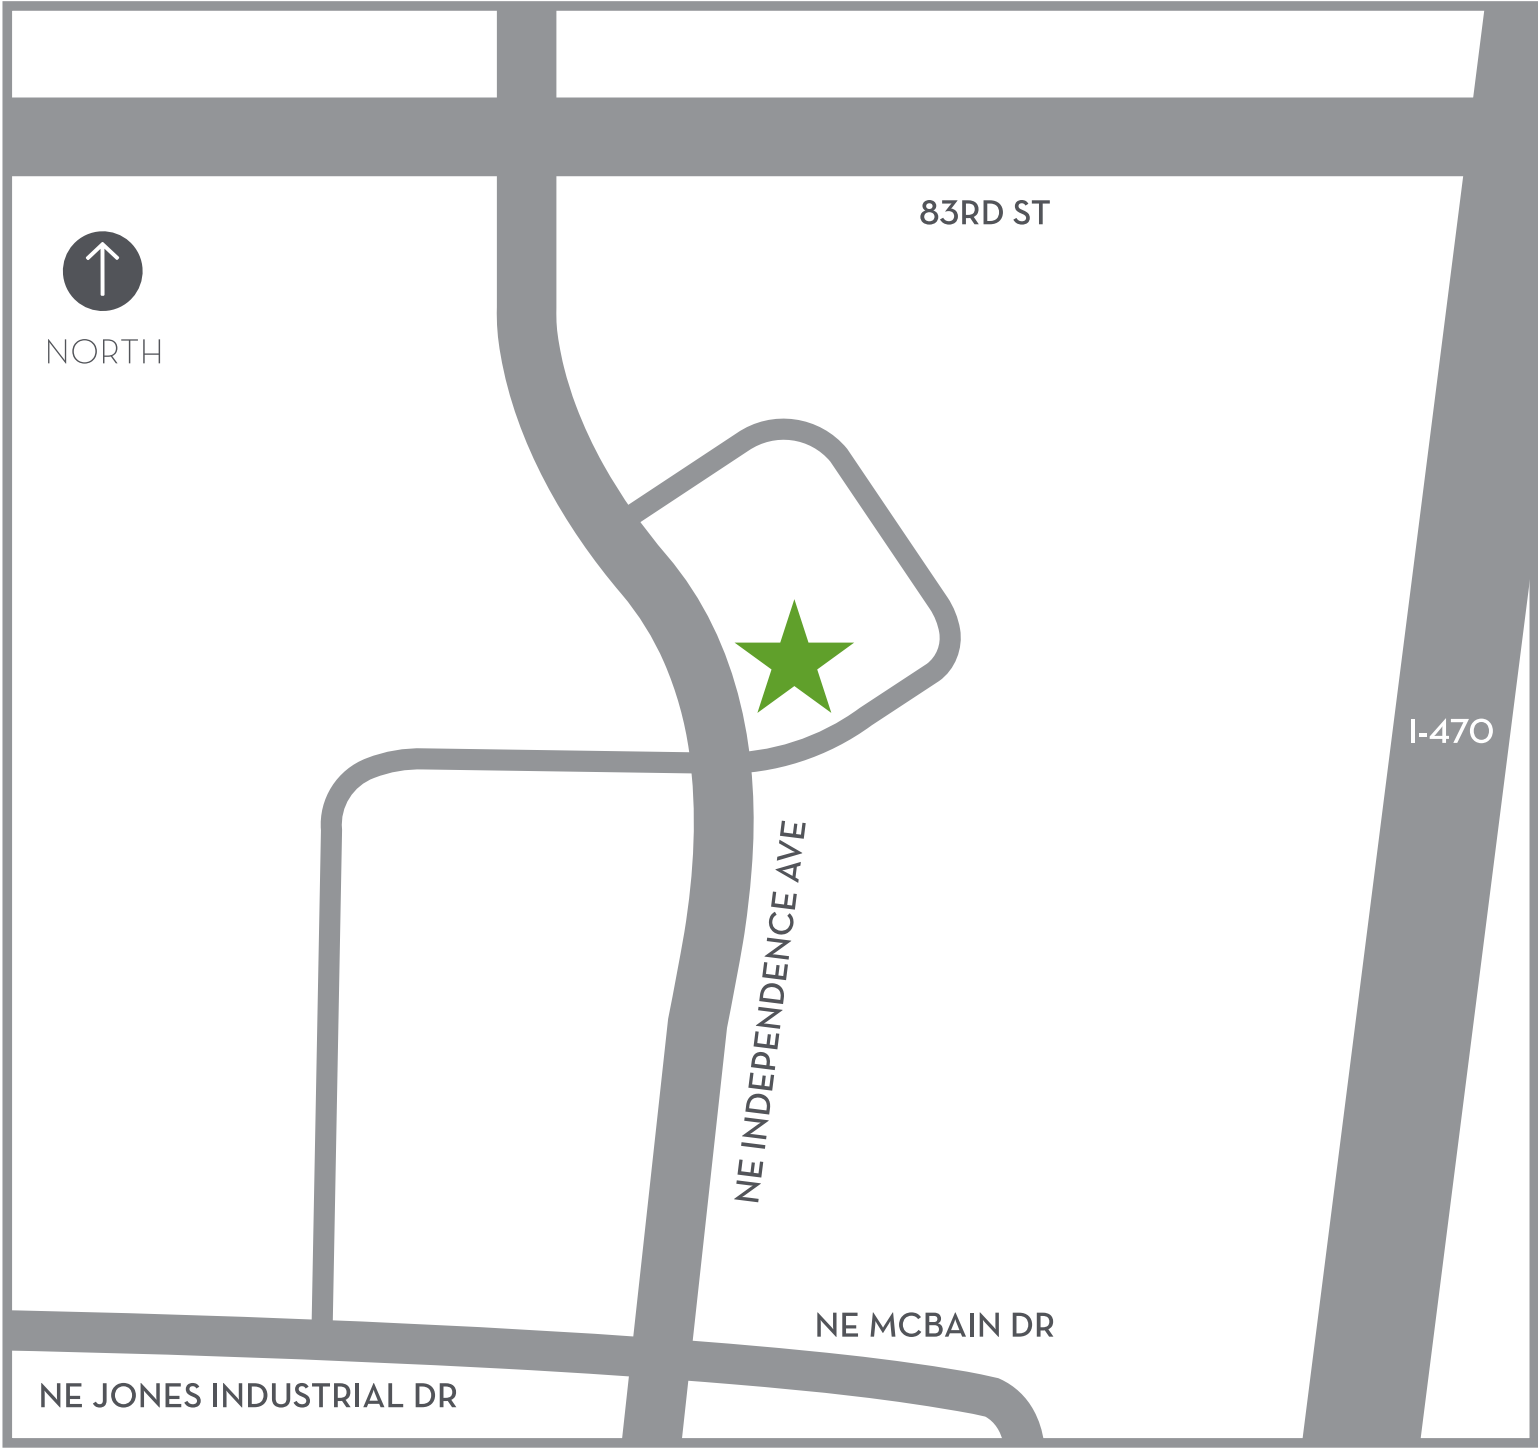 83RD ST
NORTH
I-470
NE INDEPENDENCE AVE
NE MCBAIN DR
NE JONES INDUSTRIAL DR